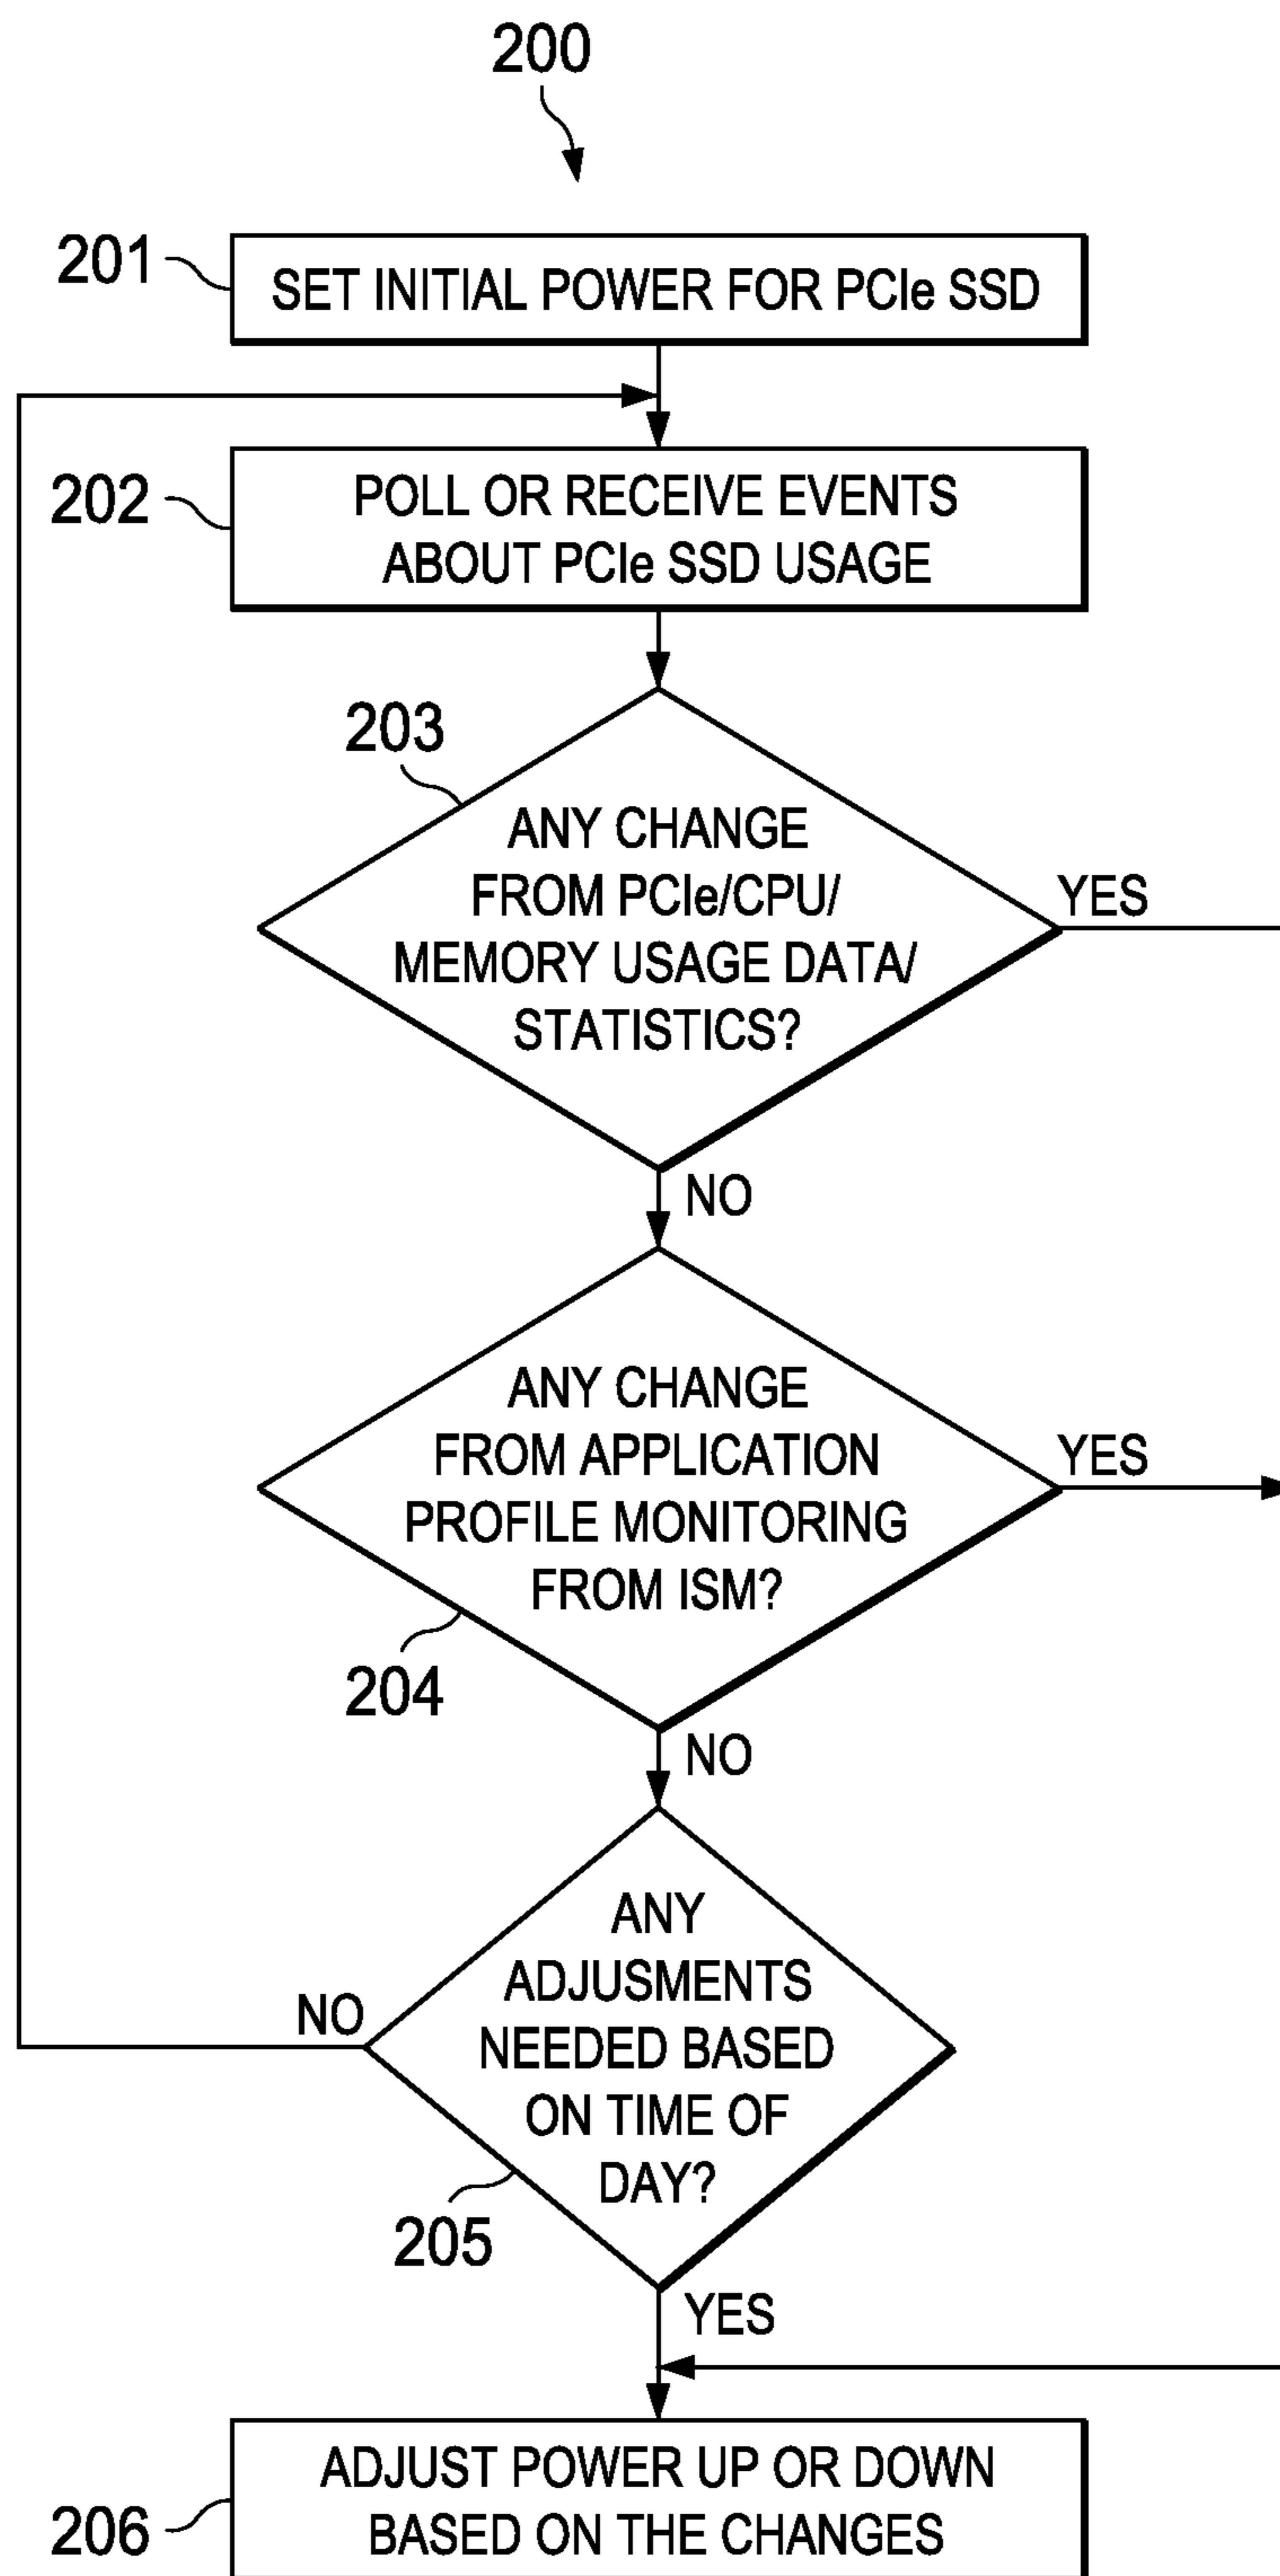 200
201
SET INITIAL POWER FOR PCIe SSD
202
POLL OR RECEIVE EVENTS
ABOUT PCIe SSD USAGE
203
ANY CHANGE
FROM PCIe/CPU/
MEMORY USAGE DATA/
STATISTICS?
YES
NO
ANY CHANGE
FROM APPLICATION
PROFILE MONITORING
FROM ISM?
YES
204
NO
ANY
ADJUSMENTS
NEEDED BASED
ON TIME OF
DAY?
NO
205
YES
206
ADJUST POWER UP OR DOWN
BASED ON THE CHANGES